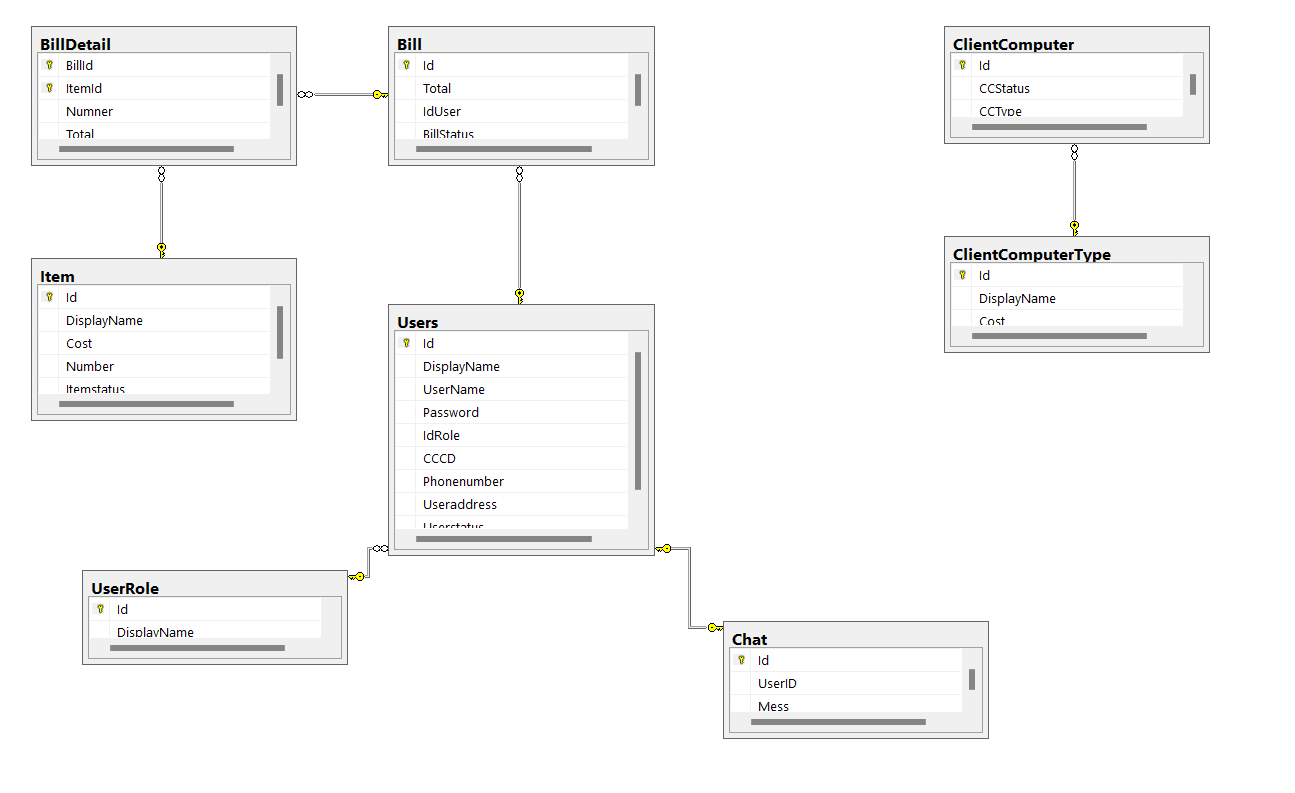 BillDetail
BillId
ItemId
Numner
Total
Bill
Id
Total
IdUser
BillStatus
ClientComputer
Id
CCStatus
CCType
Item
Id
DisplayName
Cost
Number
Itemstatus
Users
Id
DisplayName
UserName
Password
IdRole
CCCD
Phonenumber
Useraddress
Userstatus
ClientComputerType
Id
DisplayName
Cost
UserRole
Id
DisplayName
Chat
Id
UserID
Mess